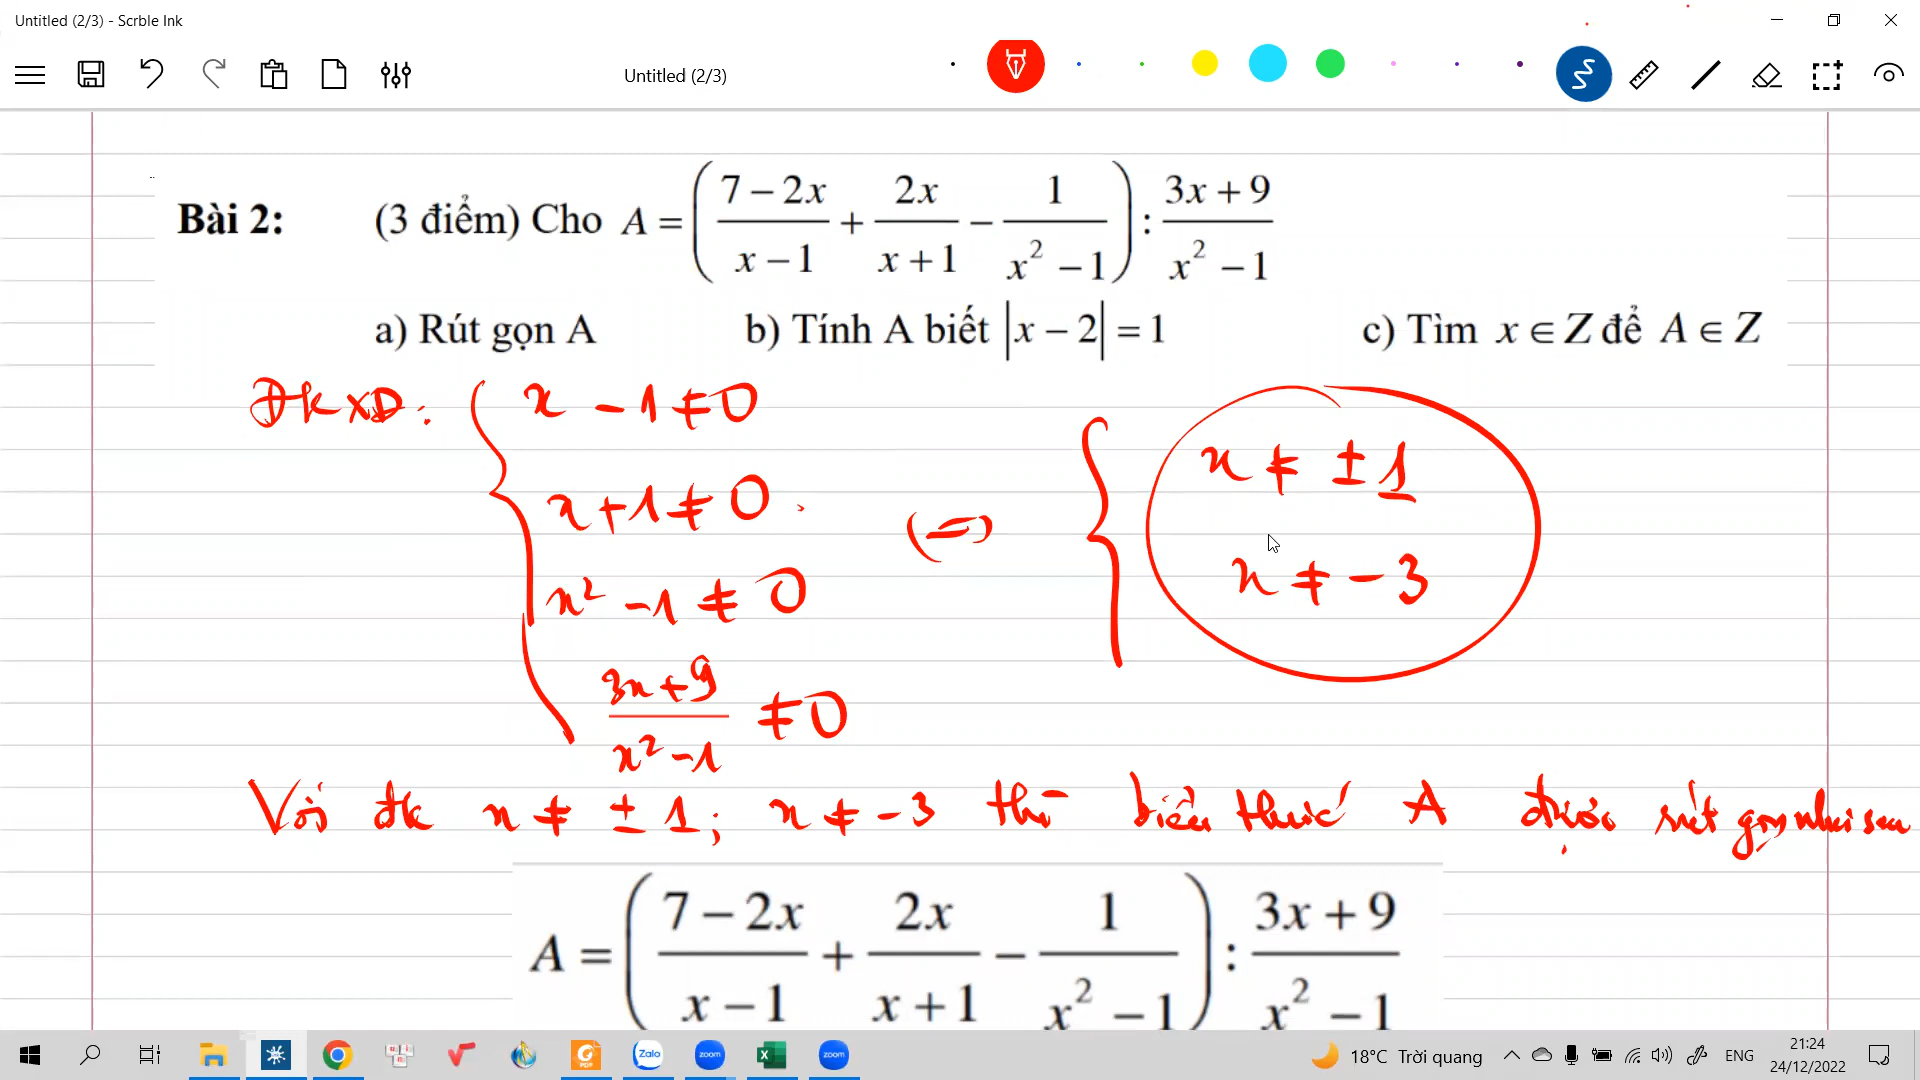 Untitled (2/3) - Scrble Ink
Untitled (2/3)
Bài 2: (3 điểm) Cho A = ( (7 − 2x)/(x − 1) + 2x/(x + 1) − 1/(x² − 1) ) : (3x + 9)/(x² − 1)
a) Rút gọn A b) Tính A biết |x − 2| = 1 c) Tìm x ∈ Z để A ∈ Z
ĐKXĐ: { x − 1 ≠ 0
x + 1 ≠ 0
x² − 1 ≠ 0
(3x + 9)/(x² − 1) ≠ 0
⇔ { x ≠ ±1
x ≠ −3
Với đk x ≠ ±1; x ≠ −3 thì biểu thức A được rút gọn như sau
A = ( (7 − 2x)/(x − 1) + 2x/(x + 1) − 1/(x² − 1) ) : (3x + 9)/(x² − 1)
Zalo
zoom
zoom
18°C Trời quang
ENG
21:24
24/12/2022